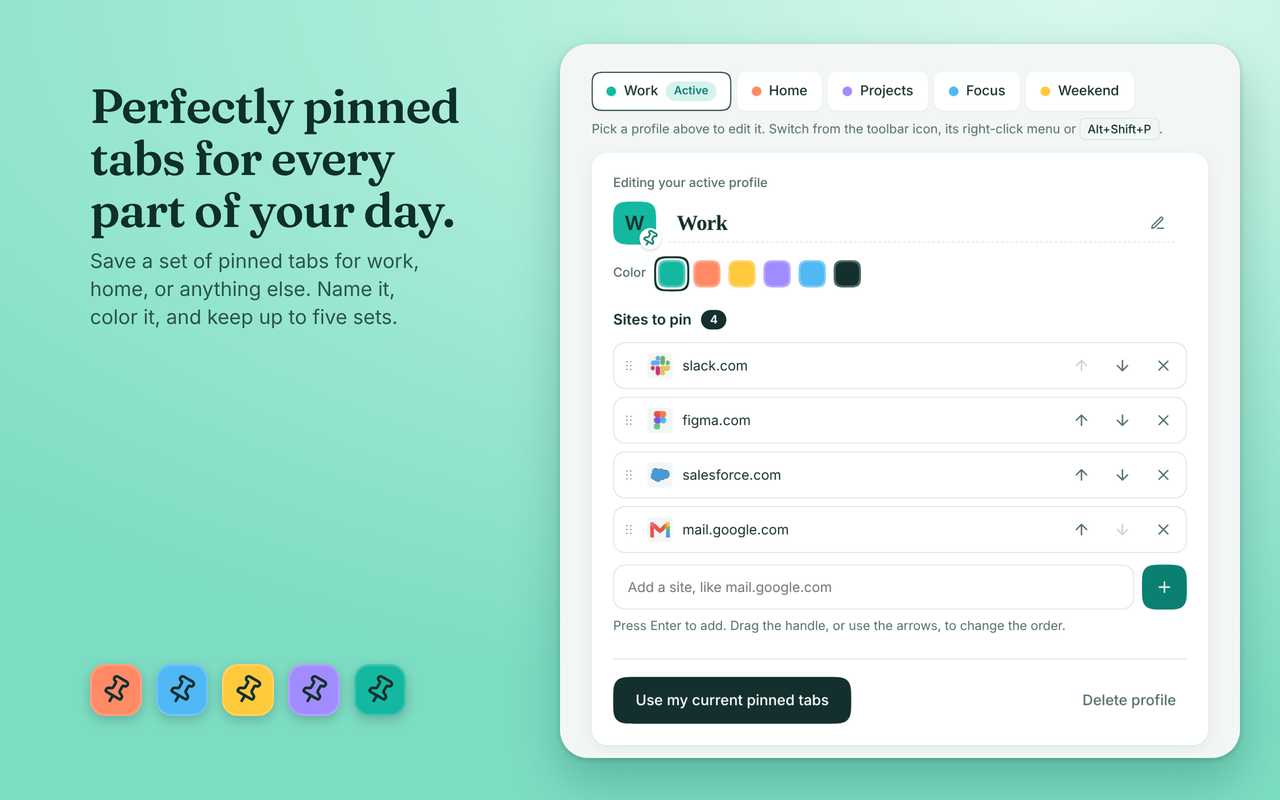 Perfectly pinned
tabs for every
part of your day.
Save a set of pinned tabs for work,
home, or anything else. Name it,
color it, and keep up to five sets.
Work Active Home Projects Focus Weekend
Pick a profile above to edit it. Switch from the toolbar icon, its right-click menu or Alt+Shift+P.
Editing your active profile
W Work
Color
Sites to pin 4
slack.com
figma.com
salesforce.com
mail.google.com
Add a site, like mail.google.com
Press Enter to add. Drag the handle, or use the arrows, to change the order.
Use my current pinned tabs Delete profile